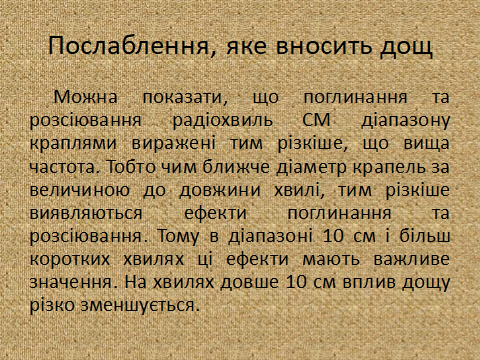 Послаблення, яке вносить дощ
Можна показати, що поглинання та
розсіювання радіохвиль СМ діапазону
краплями виражені тим різкіше, що вища
частота. Тобто чим ближче діаметр крапель за
величиною до довжини хвилі, тим різкіше
виявляються ефекти поглинання та
розсіювання. Тому в діапазоні 10 см і більш
коротких хвилях ці ефекти мають важливе
значення. На хвилях довше 10 см вплив дощу
різко зменшується.